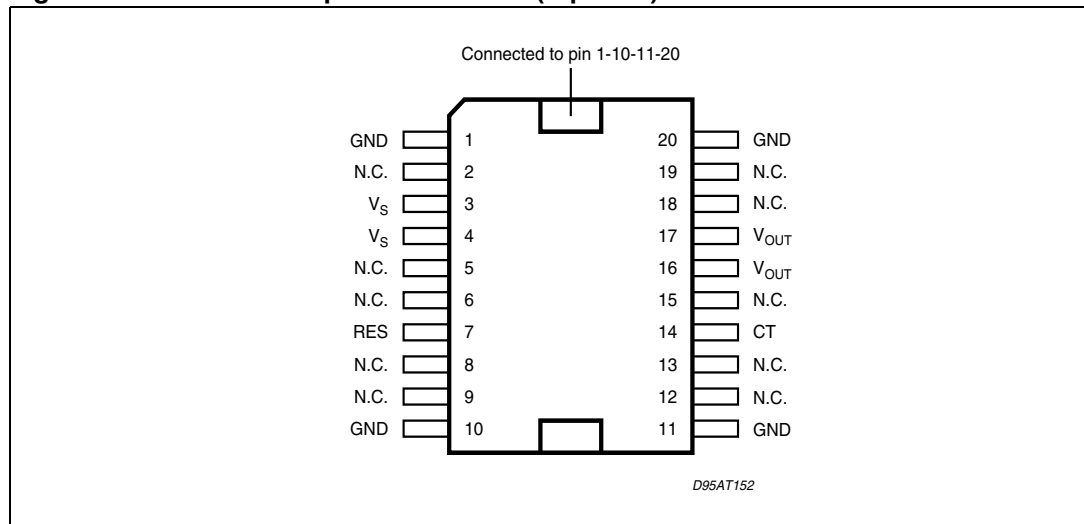 Connected to pin 1-10-11-20
GND 1 20 GND
N.C. 2 19 N.C.
VS 3 18 N.C.
VS 4 17 VOUT
N.C. 5 16 VOUT
N.C. 6 15 N.C.
RES 7 14 CT
N.C. 8 13 N.C.
N.C. 9 12 N.C.
GND 10 11 GND
D95AT152